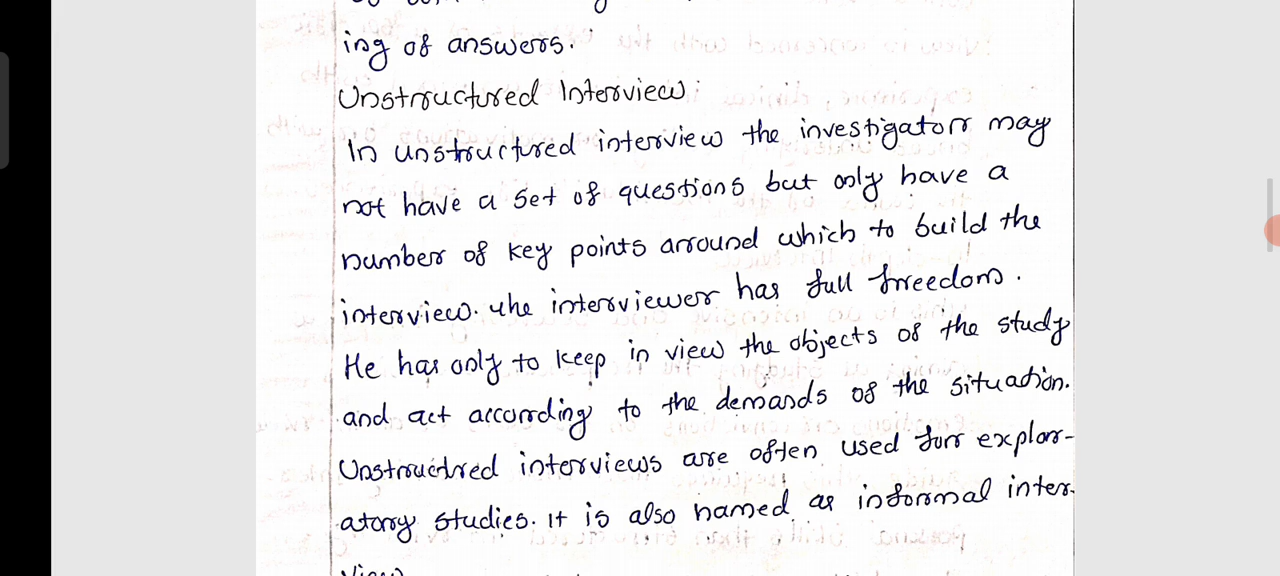 ing of answers.
Unstructured Interview:
In unstructured interview the investigator may
not have a set of questions but only have a
number of key points around which to build the
interview. The interviewer has full freedom.
He has only to keep in view the objects of the study
and act according to the demands of the situation.
Unstructred interviews are often used for explor-
atory studies. It is also named as informal inter-
view